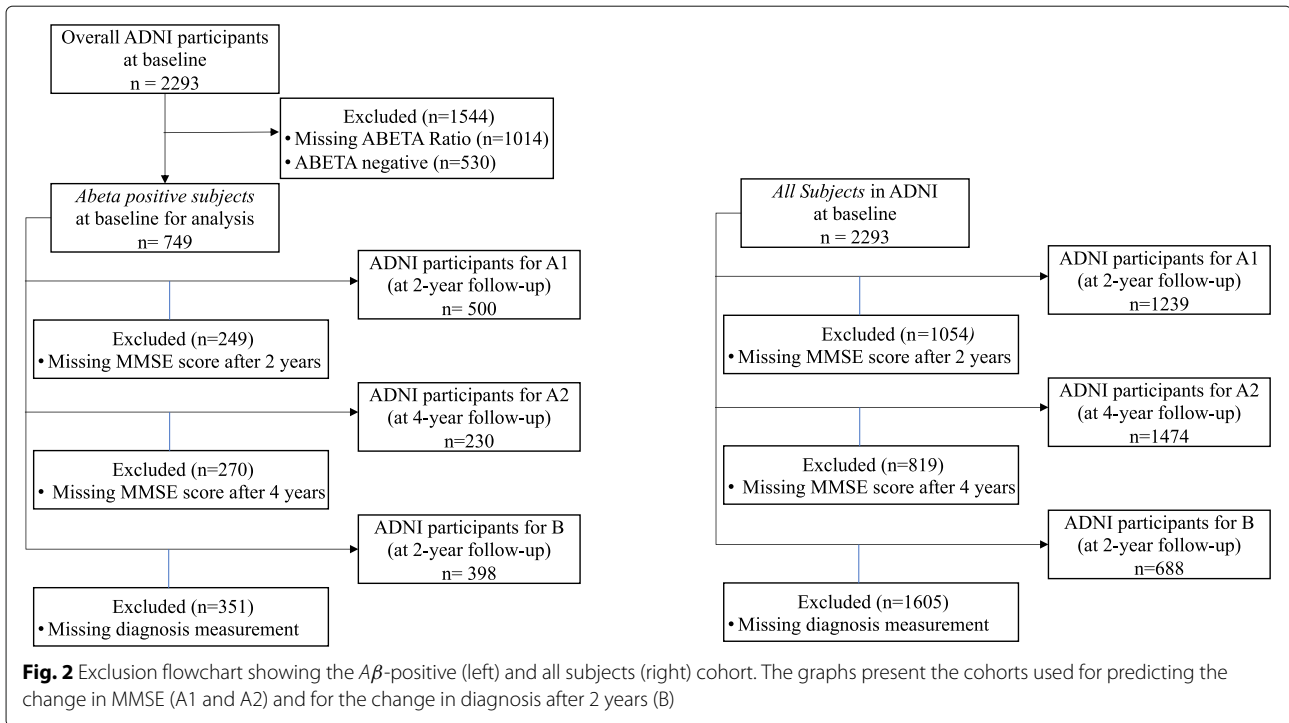 Overall ADNI participants
at baseline
n = 2293
Excluded (n=1544)
• Missing ABETA Ratio (n=1014)
• ABETA negative (n=530)
Abeta positive subjects
at baseline for analysis
n= 749
ADNI participants for A1
(at 2-year follow-up)
n= 500
Excluded (n=249)
• Missing MMSE score after 2 years
ADNI participants for A2
(at 4-year follow-up)
n=230
Excluded (n=270)
• Missing MMSE score after 4 years
ADNI participants for B
(at 2-year follow-up)
n= 398
Excluded (n=351)
• Missing diagnosis measurement
All Subjects in ADNI
at baseline
n = 2293
ADNI participants for A1
(at 2-year follow-up)
n=1239
Excluded (n=1054)
• Missing MMSE score after 2 years
ADNI participants for A2
(at 4-year follow-up)
n=1474
Excluded (n=819)
• Missing MMSE score after 4 years
ADNI participants for B
(at 2-year follow-up)
n=688
Excluded (n=1605)
• Missing diagnosis measurement
Fig. 2 Exclusion flowchart showing the Aβ-positive (left) and all subjects (right) cohort. The graphs present the cohorts used for predicting the
change in MMSE (A1 and A2) and for the change in diagnosis after 2 years (B)